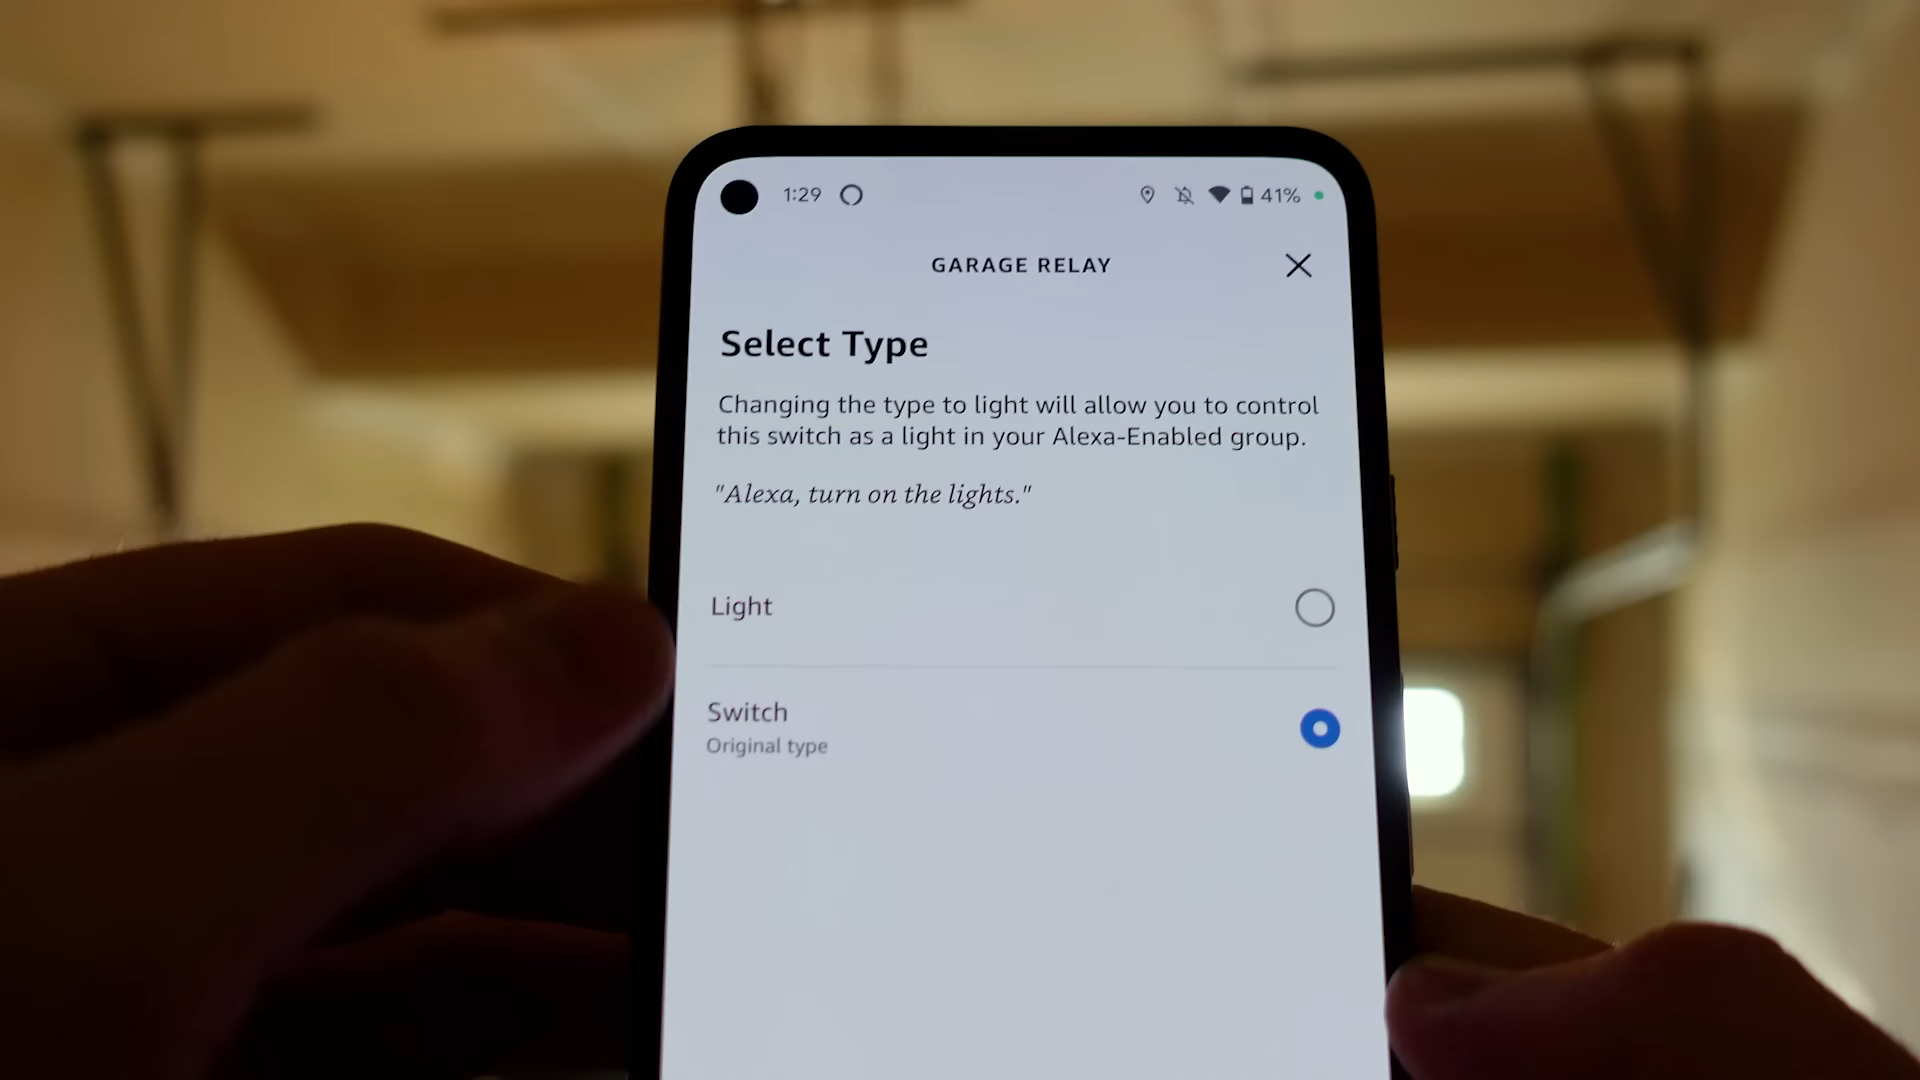 1:29
41%
GARAGE RELAY
Select Type
Changing the type to light will allow you to control
this switch as a light in your Alexa-Enabled group.
"Alexa, turn on the lights."
Light
Switch
Original type